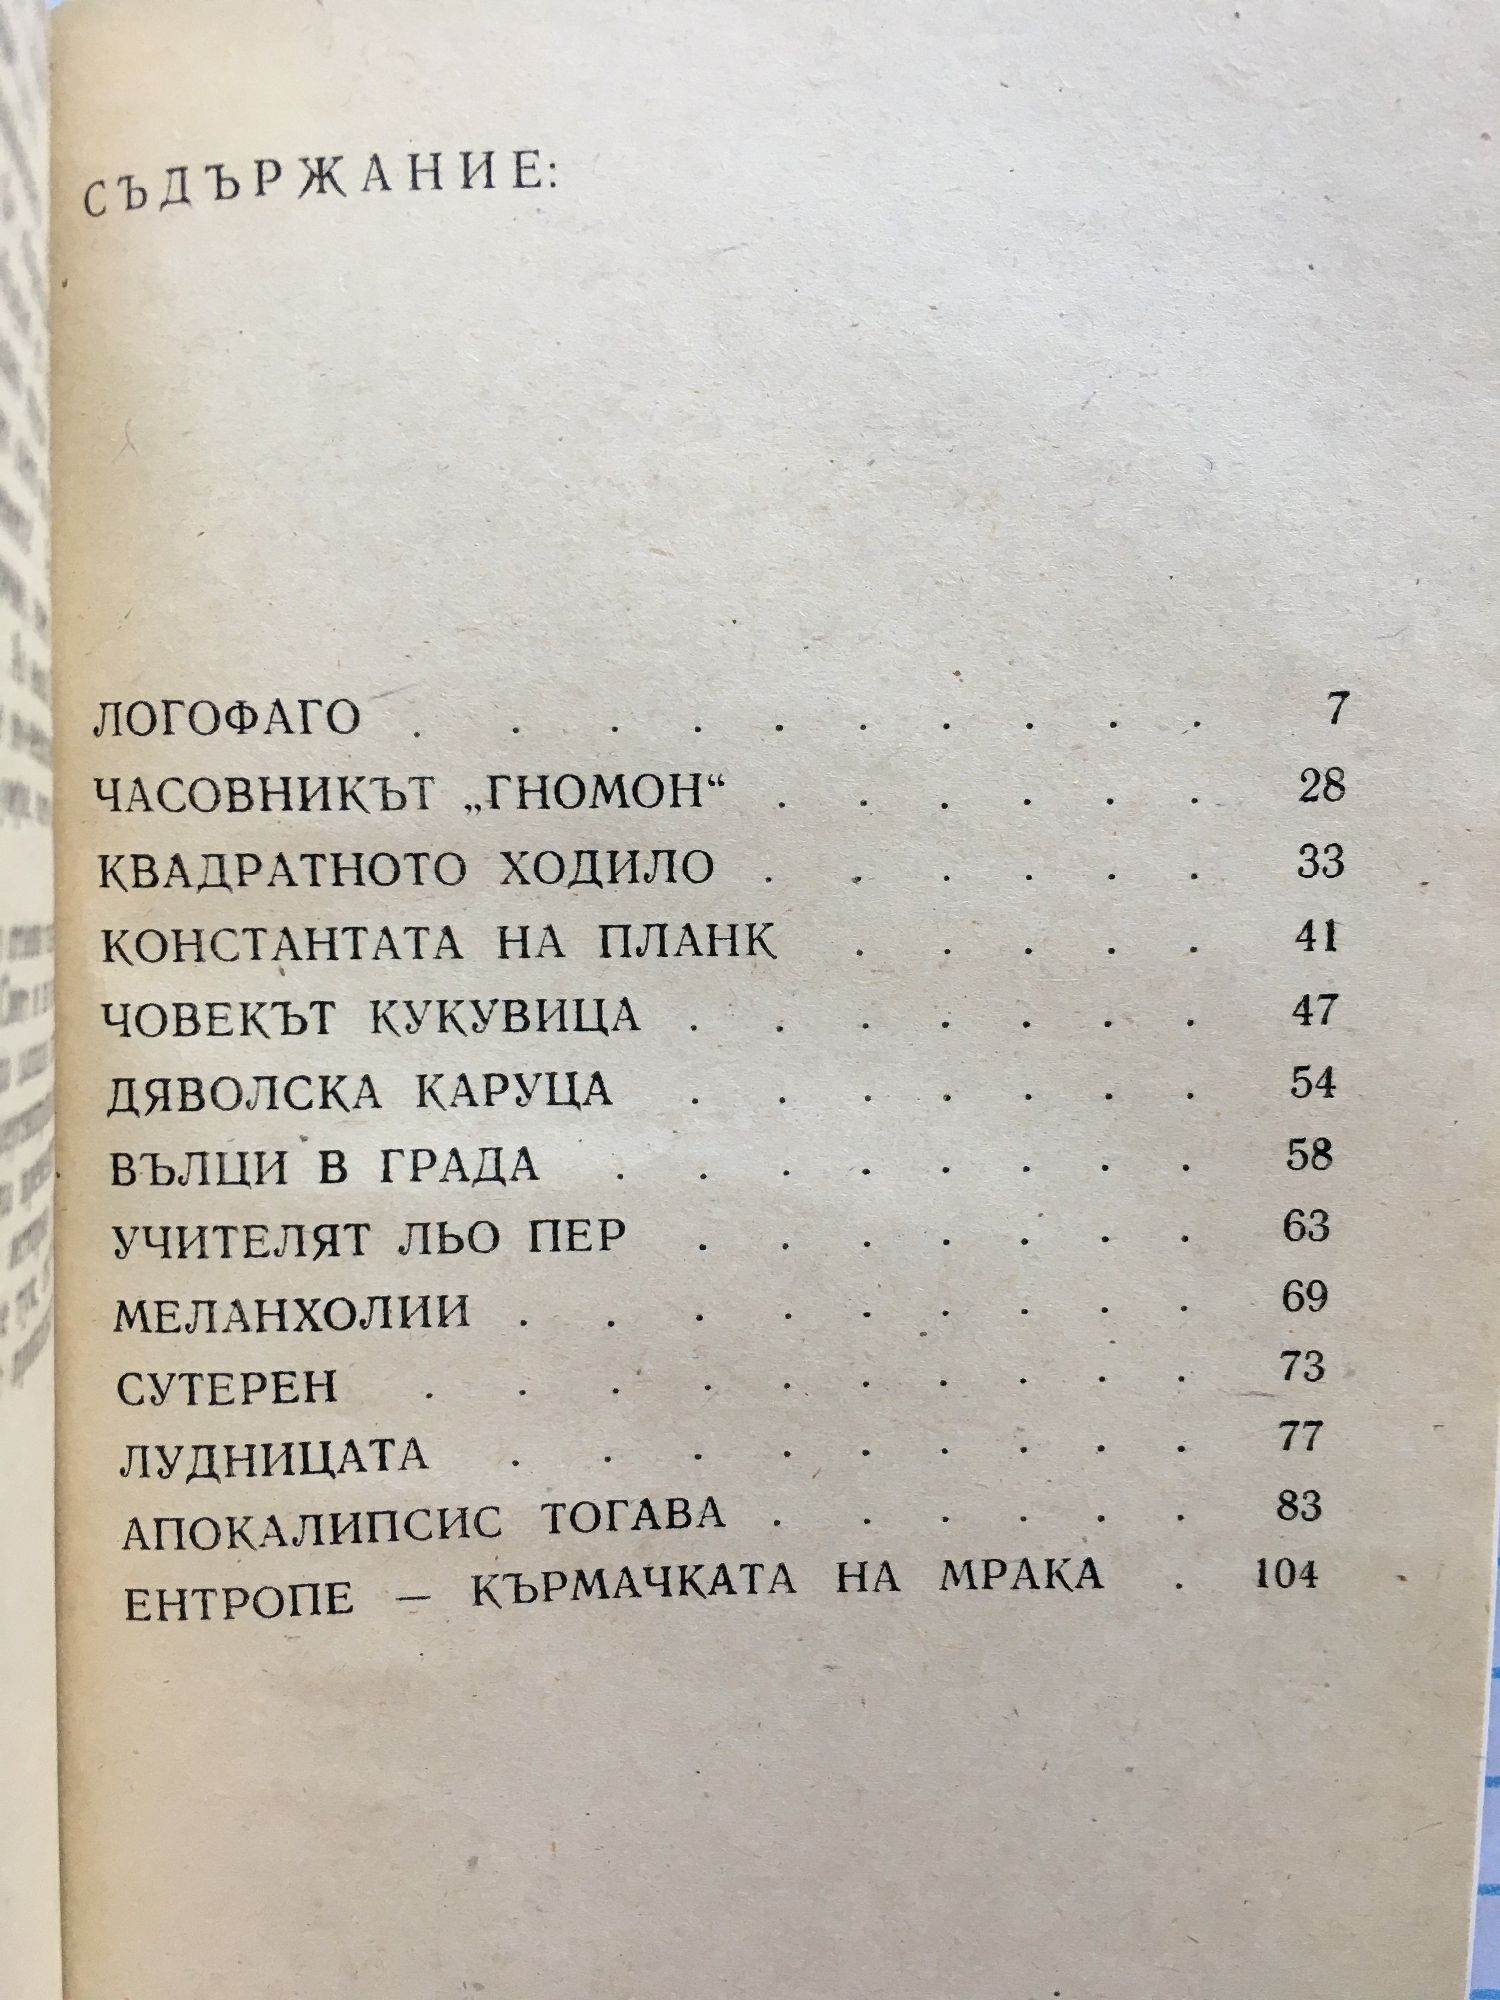 СЪДЪРЖАНИЕ:
ЛОГОФАГО . . . . . . . . . . 7
ЧАСОВНИКЪТ „ГНОМОН“ . . . . . . 28
КВАДРАТНОТО ХОДИЛО . . . . . . 33
КОНСТАНТАТА НА ПЛАНК . . . . . 41
ЧОВЕКЪТ КУКУВИЦА . . . . . . . 47
ДЯВОЛСКА КАРУЦА . . . . . . . 54
ВЪЛЦИ В ГРАДА . . . . . . . . 58
УЧИТЕЛЯТ ЛЬО ПЕР . . . . . . . 63
МЕЛАНХОЛИИ . . . . . . . . . 69
СУТЕРЕН . . . . . . . . . . 73
ЛУДНИЦАТА . . . . . . . . . 77
АПОКАЛИПСИС ТОГАВА . . . . . . 83
ЕНТРОПЕ — КЪРМАЧКАТА НА МРАКА . 104